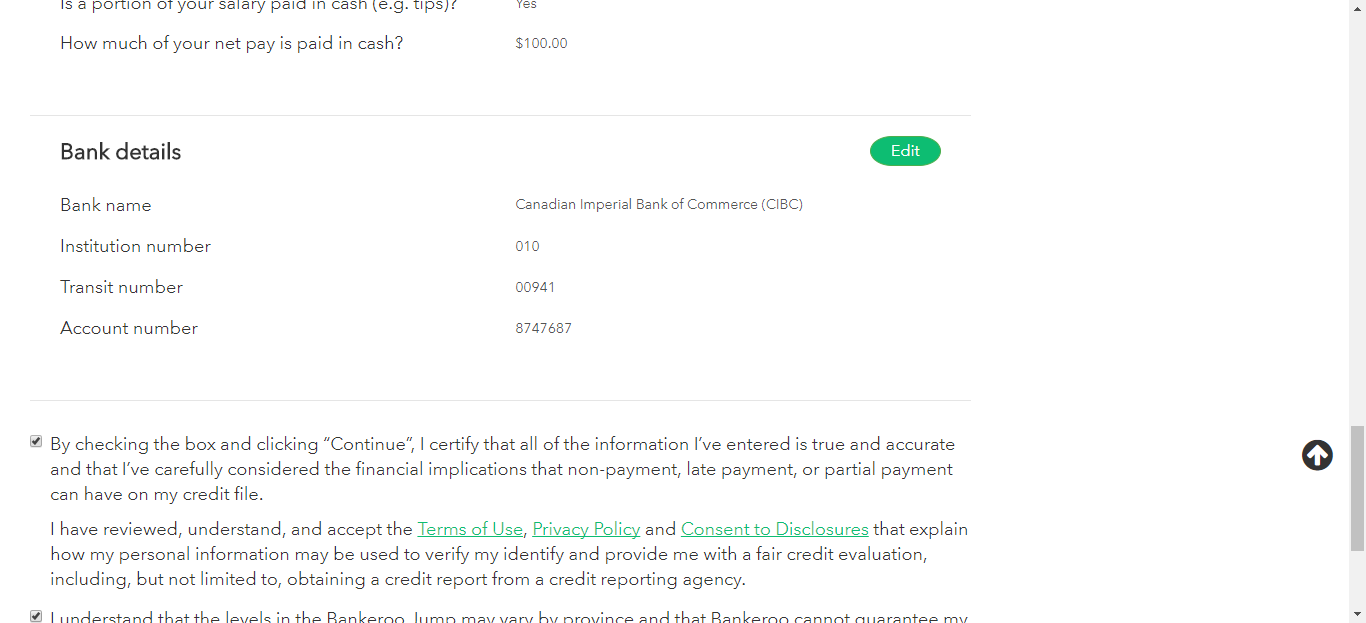 Is a portion of your salary paid in cash (e.g. tips)? Yes
How much of your net pay is paid in cash? $100.00
Bank details Edit
Bank name Canadian Imperial Bank of Commerce (CIBC)
Institution number 010
Transit number 00941
Account number 8747687
By checking the box and clicking “Continue”, I certify that all of the information I’ve entered is true and accurate
and that I’ve carefully considered the financial implications that non-payment, late payment, or partial payment
can have on my credit file.
I have reviewed, understand, and accept the Terms of Use, Privacy Policy and Consent to Disclosures that explain
how my personal information may be used to verify my identify and provide me with a fair credit evaluation,
including, but not limited to, obtaining a credit report from a credit reporting agency.
I understand that the levels in the Bankeroo Jump may vary by province and that Bankeroo cannot guarantee my